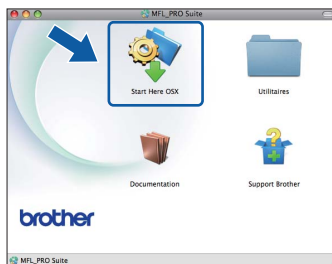 MFL_PRO Suite
Start Here OSX
Utilitaires
Documentation
Support Brother
brother
MFL_PRO Suite